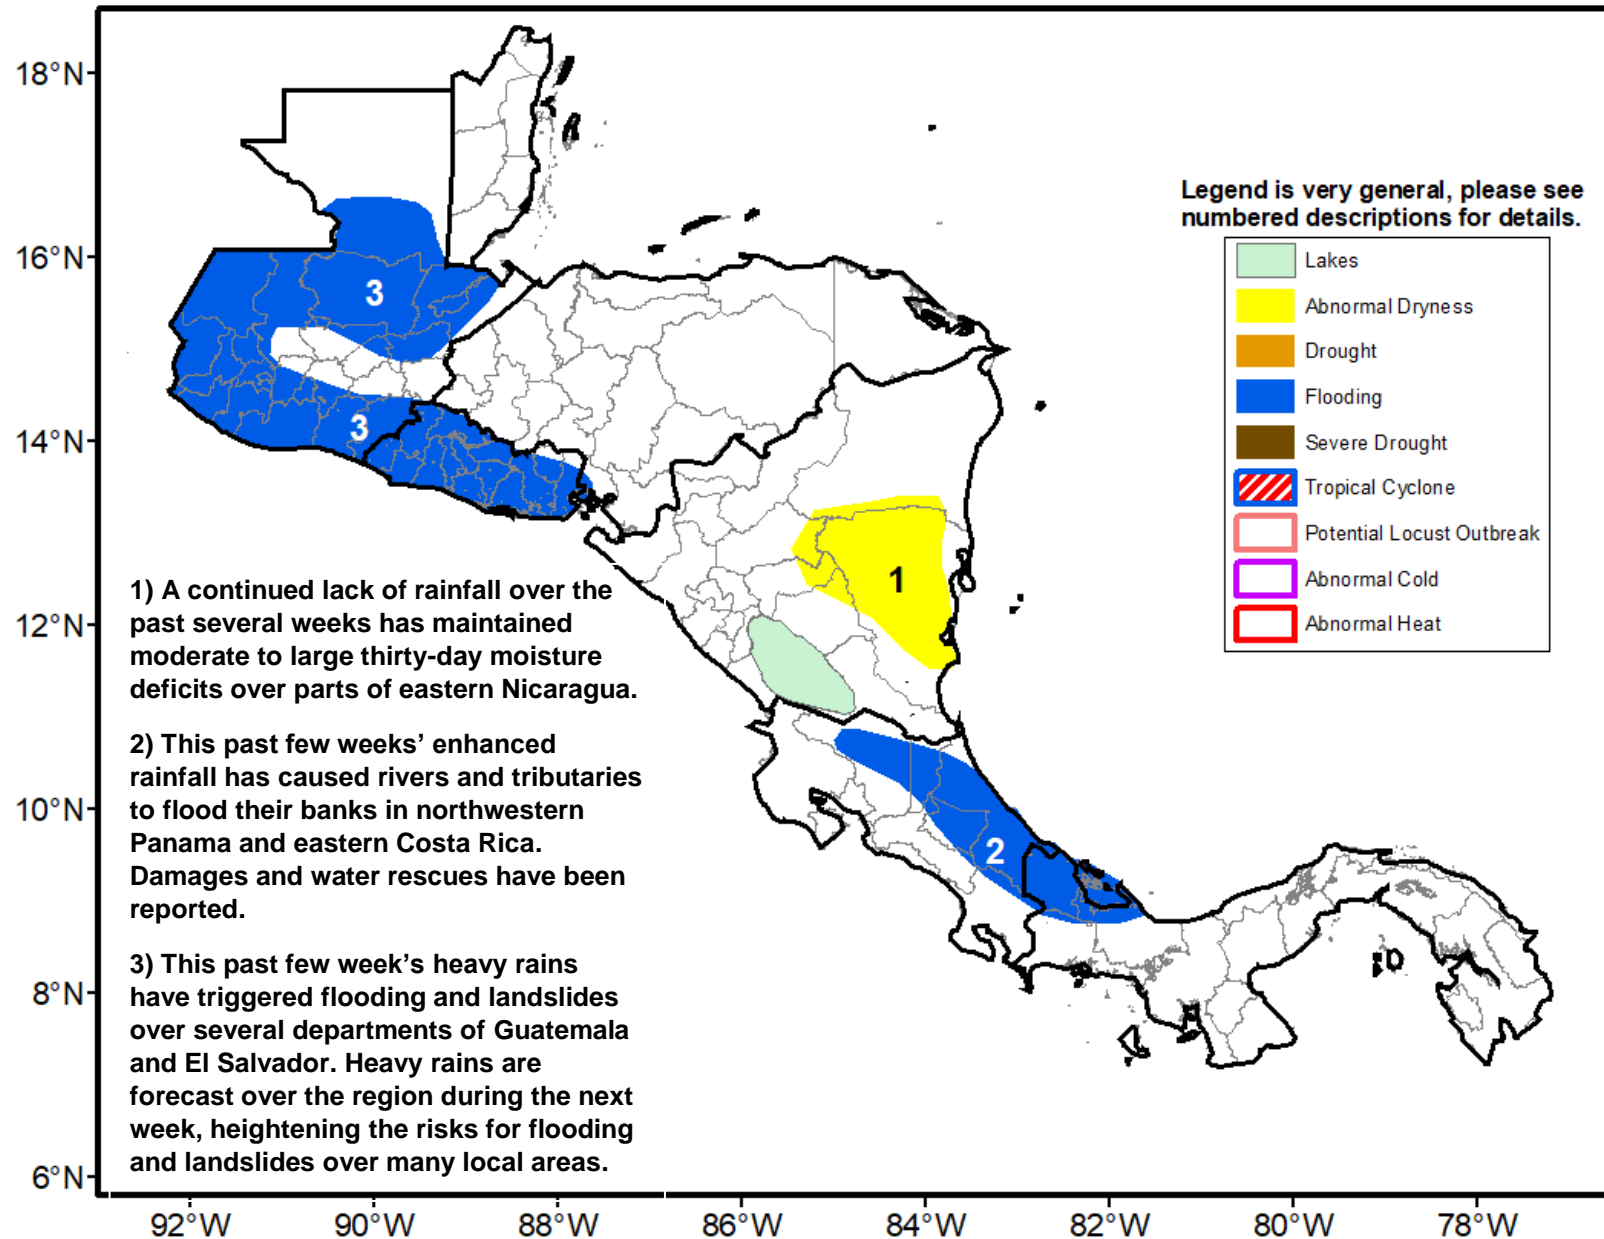 18°N
16°N
14°N
12°N
10°N
8°N
6°N
92°W
90°W
88°W
86°W
84°W
82°W
80°W
78°W
3
3
1
2
Legend is very general, please see
numbered descriptions for details.
Lakes
Abnormal Dryness
Drought
Flooding
Severe Drought
Tropical Cyclone
Potential Locust Outbreak
Abnormal Cold
Abnormal Heat
1) A continued lack of rainfall over the
past several weeks has maintained
moderate to large thirty-day moisture
deficits over parts of eastern Nicaragua.
2) This past few weeks’ enhanced
rainfall has caused rivers and tributaries
to flood their banks in northwestern
Panama and eastern Costa Rica.
Damages and water rescues have been
reported.
3) This past few week’s heavy rains
have triggered flooding and landslides
over several departments of Guatemala
and El Salvador. Heavy rains are
forecast over the region during the next
week, heightening the risks for flooding
and landslides over many local areas.